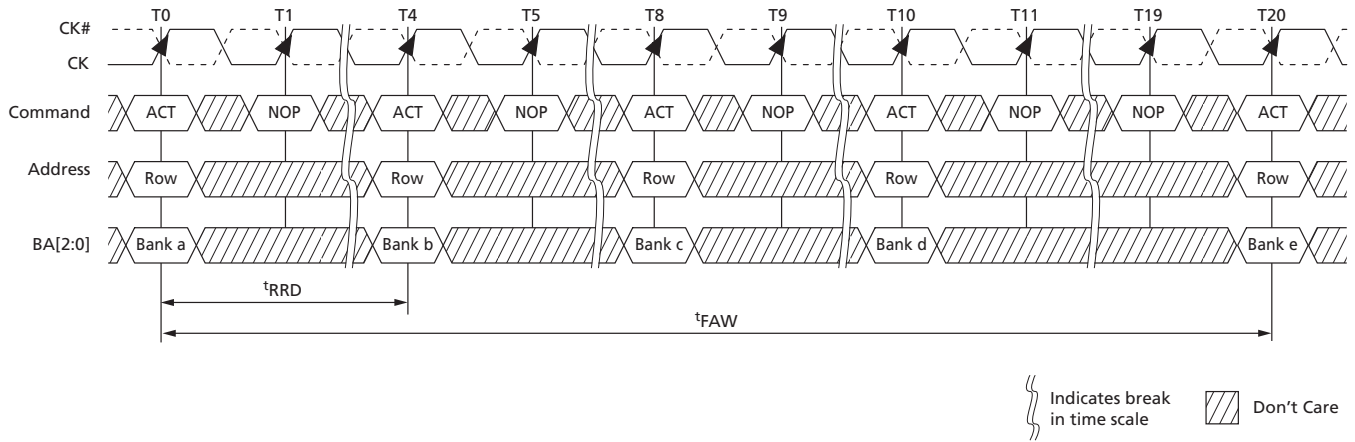 T0 T1 T4 T5 T8 T9 T10 T11 T19 T20
CK#
CK
Command ACT NOP ACT NOP ACT NOP ACT NOP NOP ACT
Address Row Row Row Row Row
BA[2:0] Bank a Bank b Bank c Bank d Bank e
tRRD
tFAW
Indicates break
in time scale
Don't Care